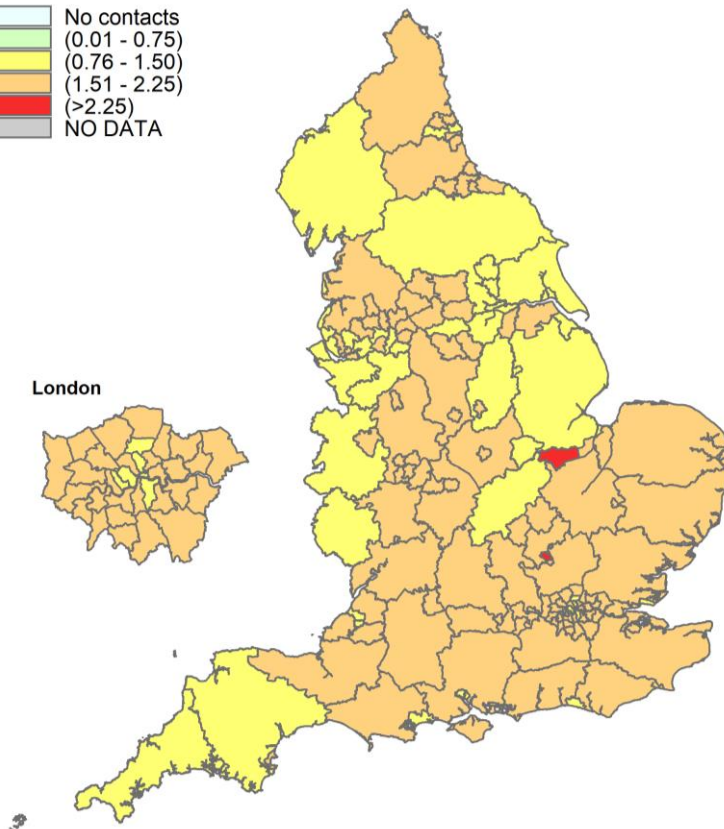 No contacts
(0.01 - 0.75)
(0.76 - 1.50)
(1.51 - 2.25)
(>2.25)
NO DATA
London